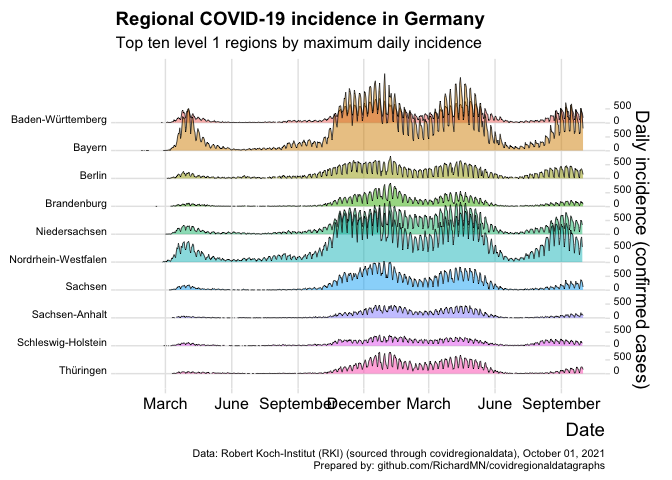 Regional COVID-19 incidence in Germany
Top ten level 1 regions by maximum daily incidence
Baden-Württemberg
Bayern
Berlin
Brandenburg
Niedersachsen
Nordrhein-Westfalen
Sachsen
Sachsen-Anhalt
Schleswig-Holstein
Thüringen
500
0
500
0
500
0
500
0
500
0
500
0
500
0
500
0
500
0
500
0
Daily incidence (confirmed cases)
March June September December March June September
Date
Data: Robert Koch-Institut (RKI) (sourced through covidregionaldata), October 01, 2021
Prepared by: github.com/RichardMN/covidregionaldatagraphs